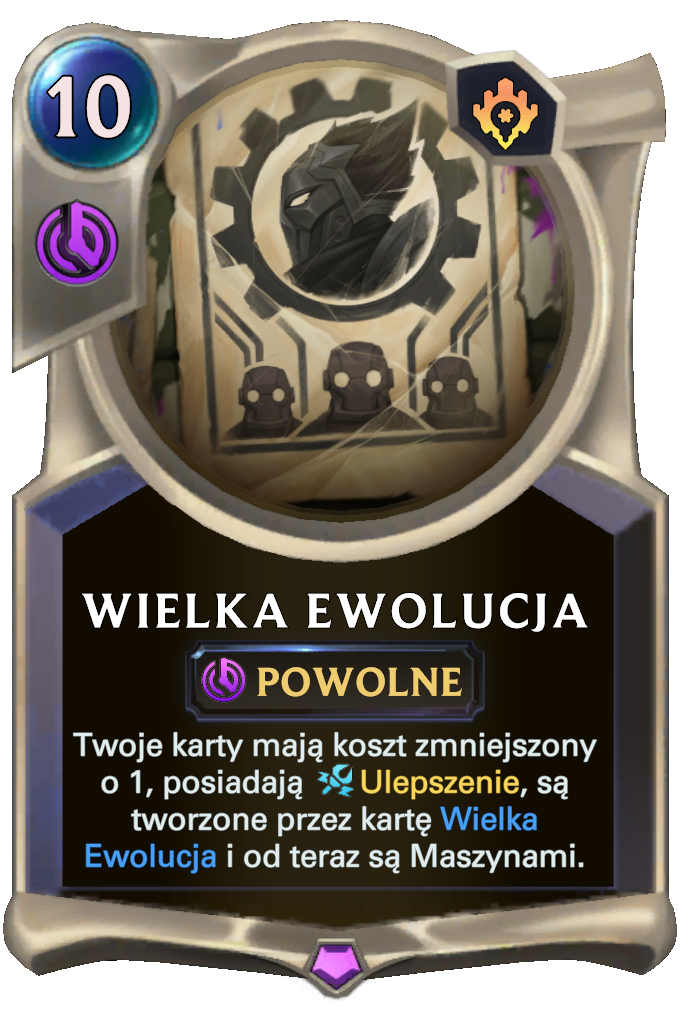 10
WIELKA EWOLUCJA
POWOLNE
Twoje karty mają koszt zmniejszony
o 1, posiadają Ulepszenie, są
tworzone przez kartę Wielka
Ewolucja i od teraz są Maszynami.